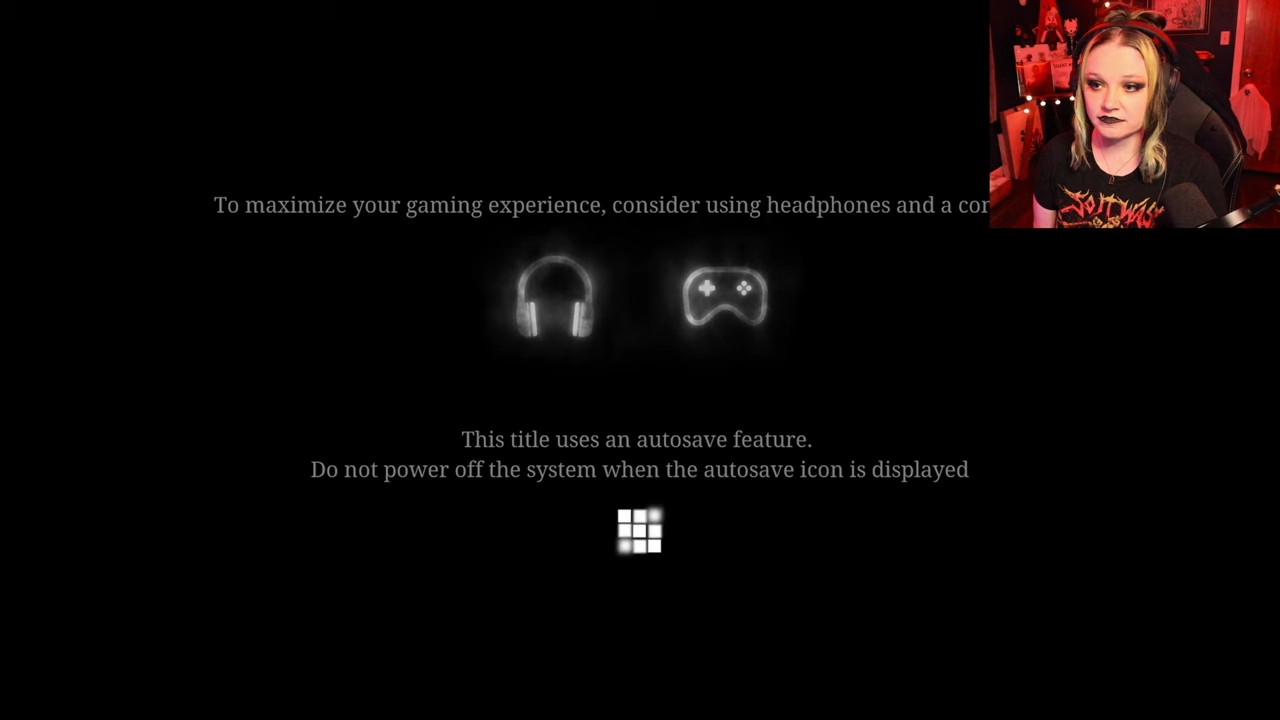 To maximize your gaming experience, consider using headphones and a con
This title uses an autosave feature.
Do not power off the system when the autosave icon is displayed